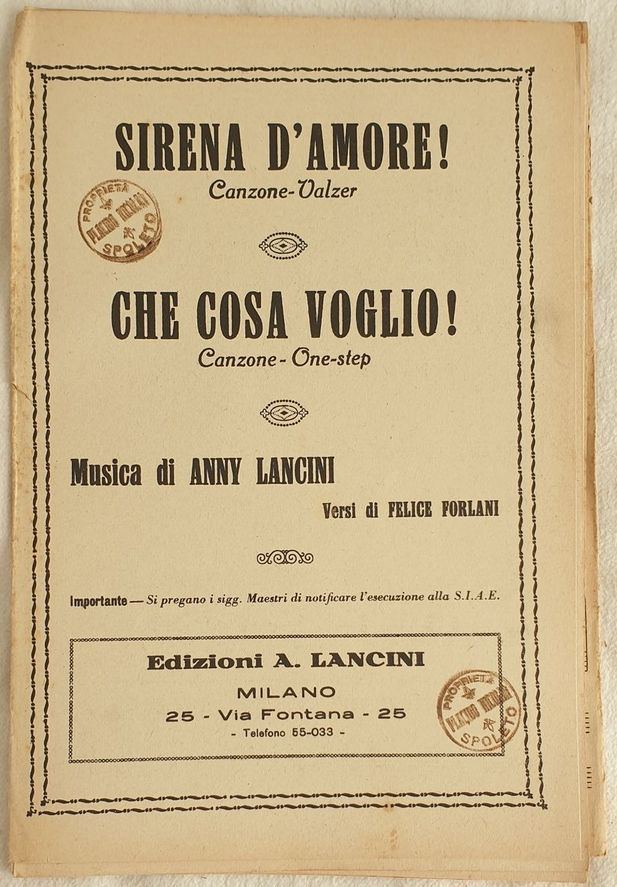 SIRENA D'AMORE!
Canzone-Valzer
PROPRIETÀ
SPOLETO
CHE COSA VOGLIO!
Canzone - One-step
Musica di ANNY LANCINI
Versi di FELICE FORLANI
Importante — Si pregano i sigg. Maestri di notificare l'esecuzione alla S.I.A.E.
Edizioni A. LANCINI
MILANO
25 - Via Fontana - 25
- Telefono 55-033 -
PROPRIETÀ
SPOLETO